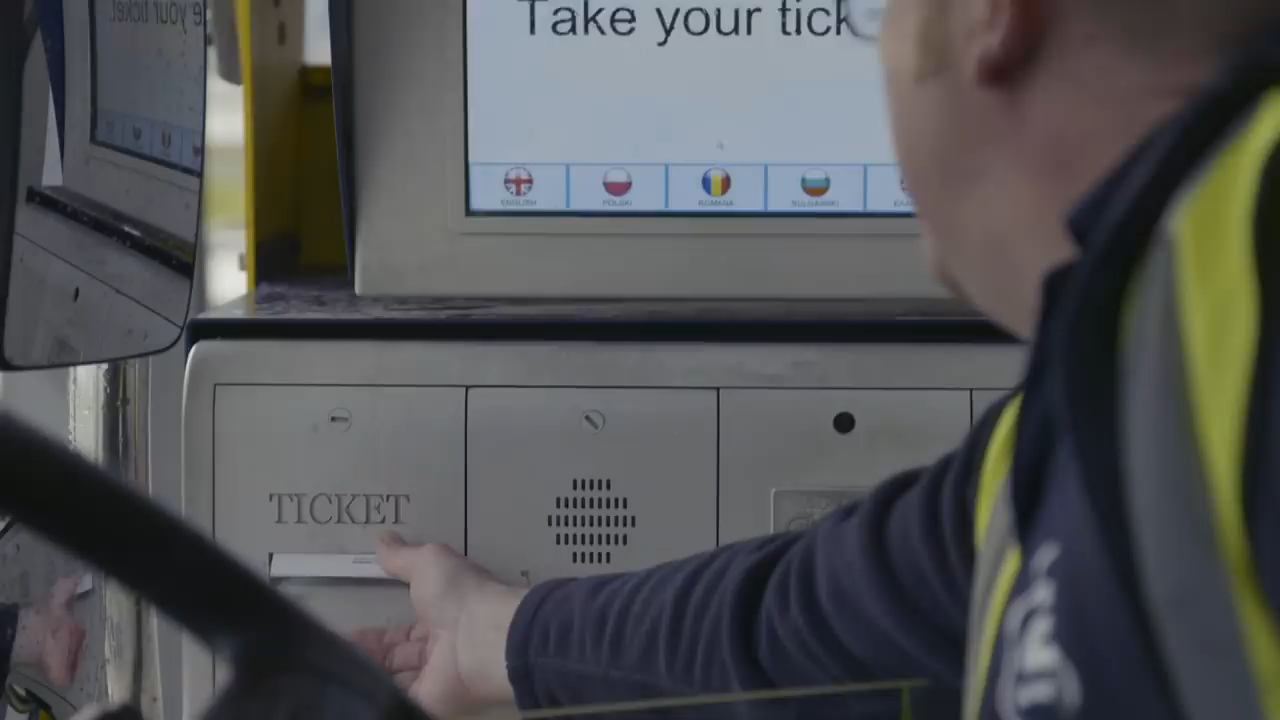 Take your tick
ENGLISH
POLSKI
ROMANA
BULGARSKI
TICKET